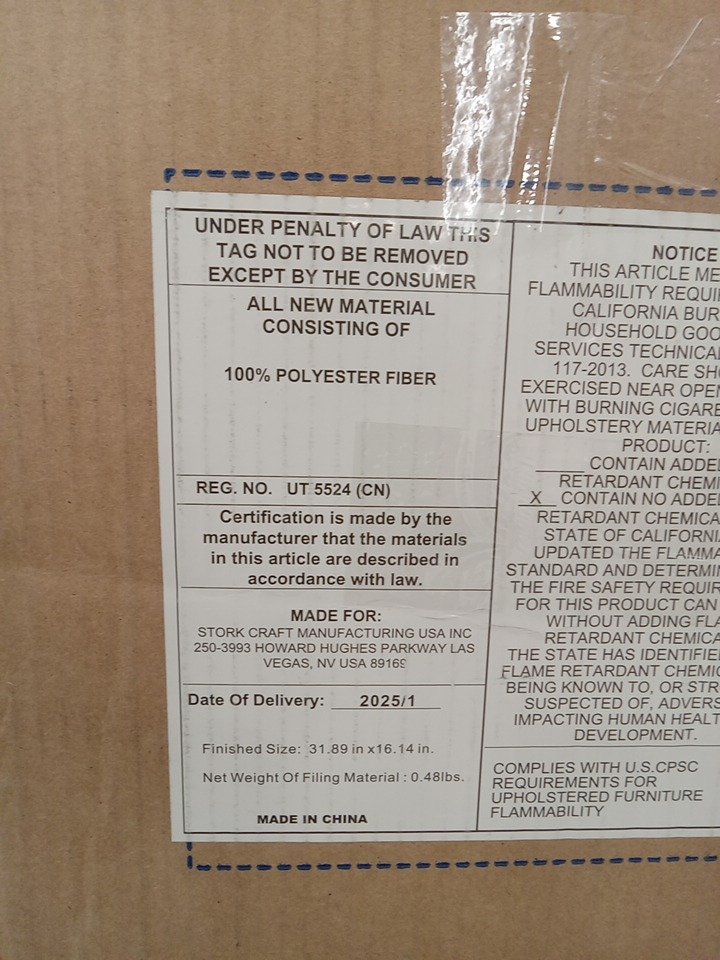 UNDER PENALTY OF LAW THIS
TAG NOT TO BE REMOVED
EXCEPT BY THE CONSUMER
ALL NEW MATERIAL
CONSISTING OF
100% POLYESTER FIBER
REG. NO. UT 5524 (CN)
Certification is made by the
manufacturer that the materials
in this article are described in
accordance with law.
MADE FOR:
STORK CRAFT MANUFACTURING USA INC
250-3993 HOWARD HUGHES PARKWAY LAS
VEGAS, NV USA 89169
Date Of Delivery: 2025/1
Finished Size: 31.89 in x16.14 in.
Net Weight Of Filing Material : 0.48lbs.
MADE IN CHINA
NOTICE
THIS ARTICLE
FLAMMABILITY
CALIFORNIA
HOUSEHOLD
SERVICES
117-2013. CARE
EXERCISED NEAR
WITH BURNING
UPHOLSTERY
PRODUCT:
CONTAIN
RETARDANT
X CONTAIN NO
RETARDANT
STATE OF
UPDATED THE
STANDARD AND
THE FIRE SAFETY
FOR THIS PRODUCT CAN
WITHOUT ADDING
RETARDANT
THE STATE HAS
FLAME RETARDANT
BEING KNOWN TO, OR
SUSPECTED OF,
IMPACTING HUMAN
DEVELOPMENT.
COMPLIES WITH U.S.CPSC
REQUIREMENTS FOR
UPHOLSTERED FURNITURE
FLAMMABILITY